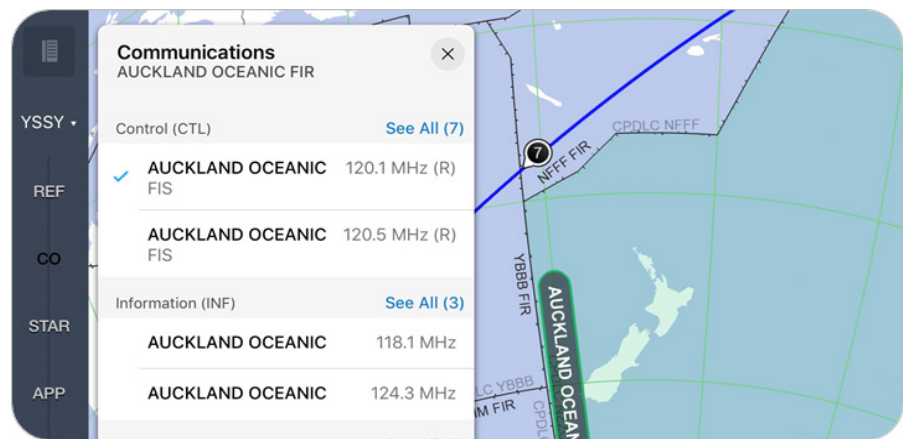 Communications
AUCKLAND OCEANIC FIR
YSSY
REF
CO
STAR
APP
Control (CTL)
See All (7)
AUCKLAND OCEANIC 120.1 MHz (R)
FIS
AUCKLAND OCEANIC 120.5 MHz (R)
FIS
Information (INF)
See All (3)
AUCKLAND OCEANIC 118.1 MHz
AUCKLAND OCEANIC 124.3 MHz
CPDLC NFFF
7
NFFF FIR
YBBB FIR
AUCKLAND OCEAN
LC YBBB
IM FIR